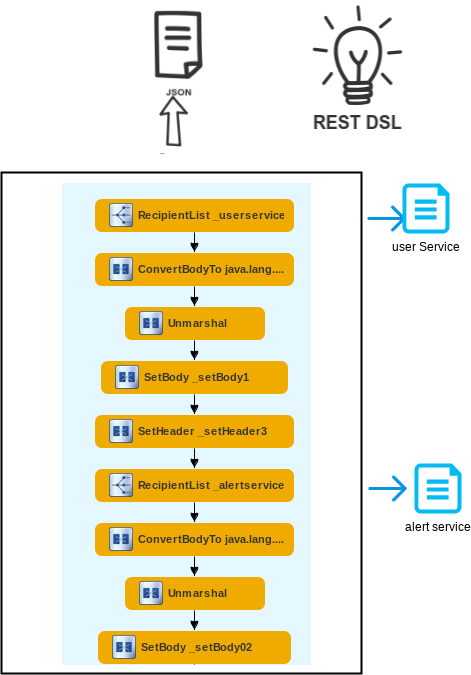 JSON
REST DSL
RecipientList _userservice
user Service
ConvertBodyTo java.lang....
Unmarshal
SetBody _setBody1
SetHeader _setHeader3
RecipientList _alertservice
alert service
ConvertBodyTo java.lang....
Unmarshal
SetBody _setBody02